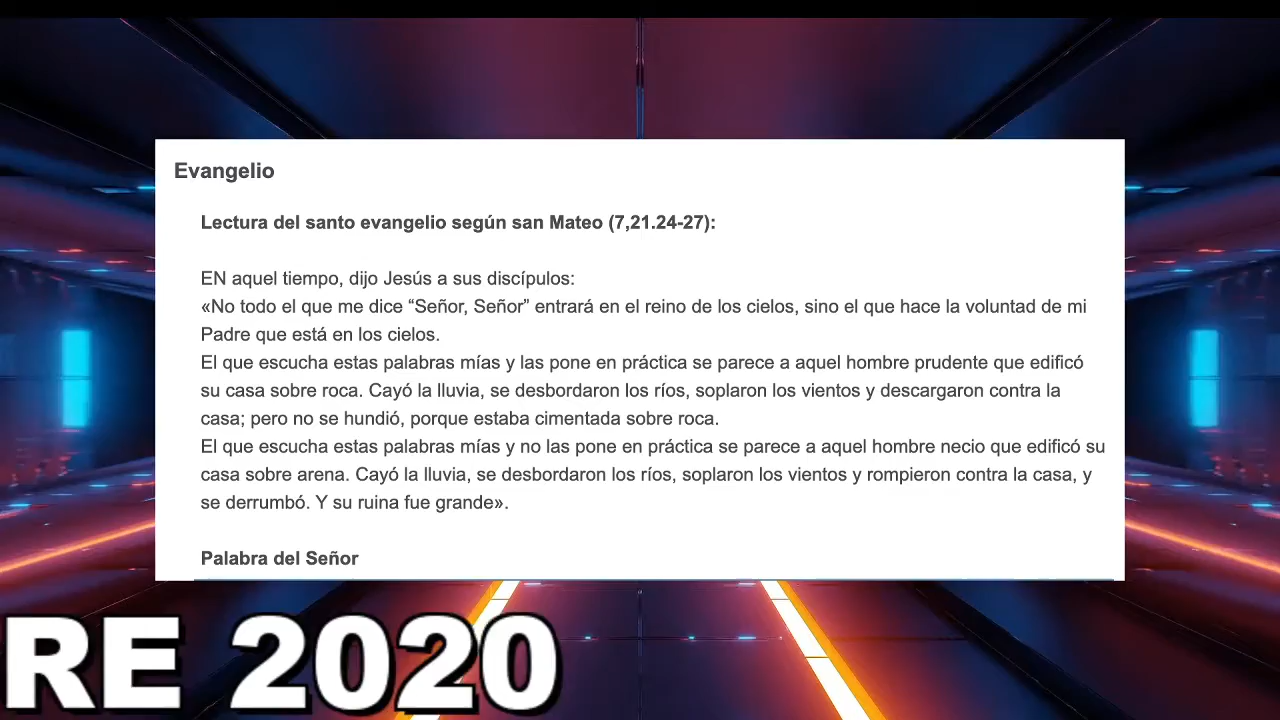 Evangelio
Lectura del santo evangelio según san Mateo (7,21.24-27):
EN aquel tiempo, dijo Jesús a sus discípulos:
«No todo el que me dice “Señor, Señor” entrará en el reino de los cielos, sino el que hace la voluntad de mi
Padre que está en los cielos.
El que escucha estas palabras mías y las pone en práctica se parece a aquel hombre prudente que edificó
su casa sobre roca. Cayó la lluvia, se desbordaron los ríos, soplaron los vientos y descargaron contra la
casa; pero no se hundió, porque estaba cimentada sobre roca.
El que escucha estas palabras mías y no las pone en práctica se parece a aquel hombre necio que edificó su
casa sobre arena. Cayó la lluvia, se desbordaron los ríos, soplaron los vientos y rompieron contra la casa, y
se derrumbó. Y su ruina fue grande».
Palabra del Señor
RE 2020